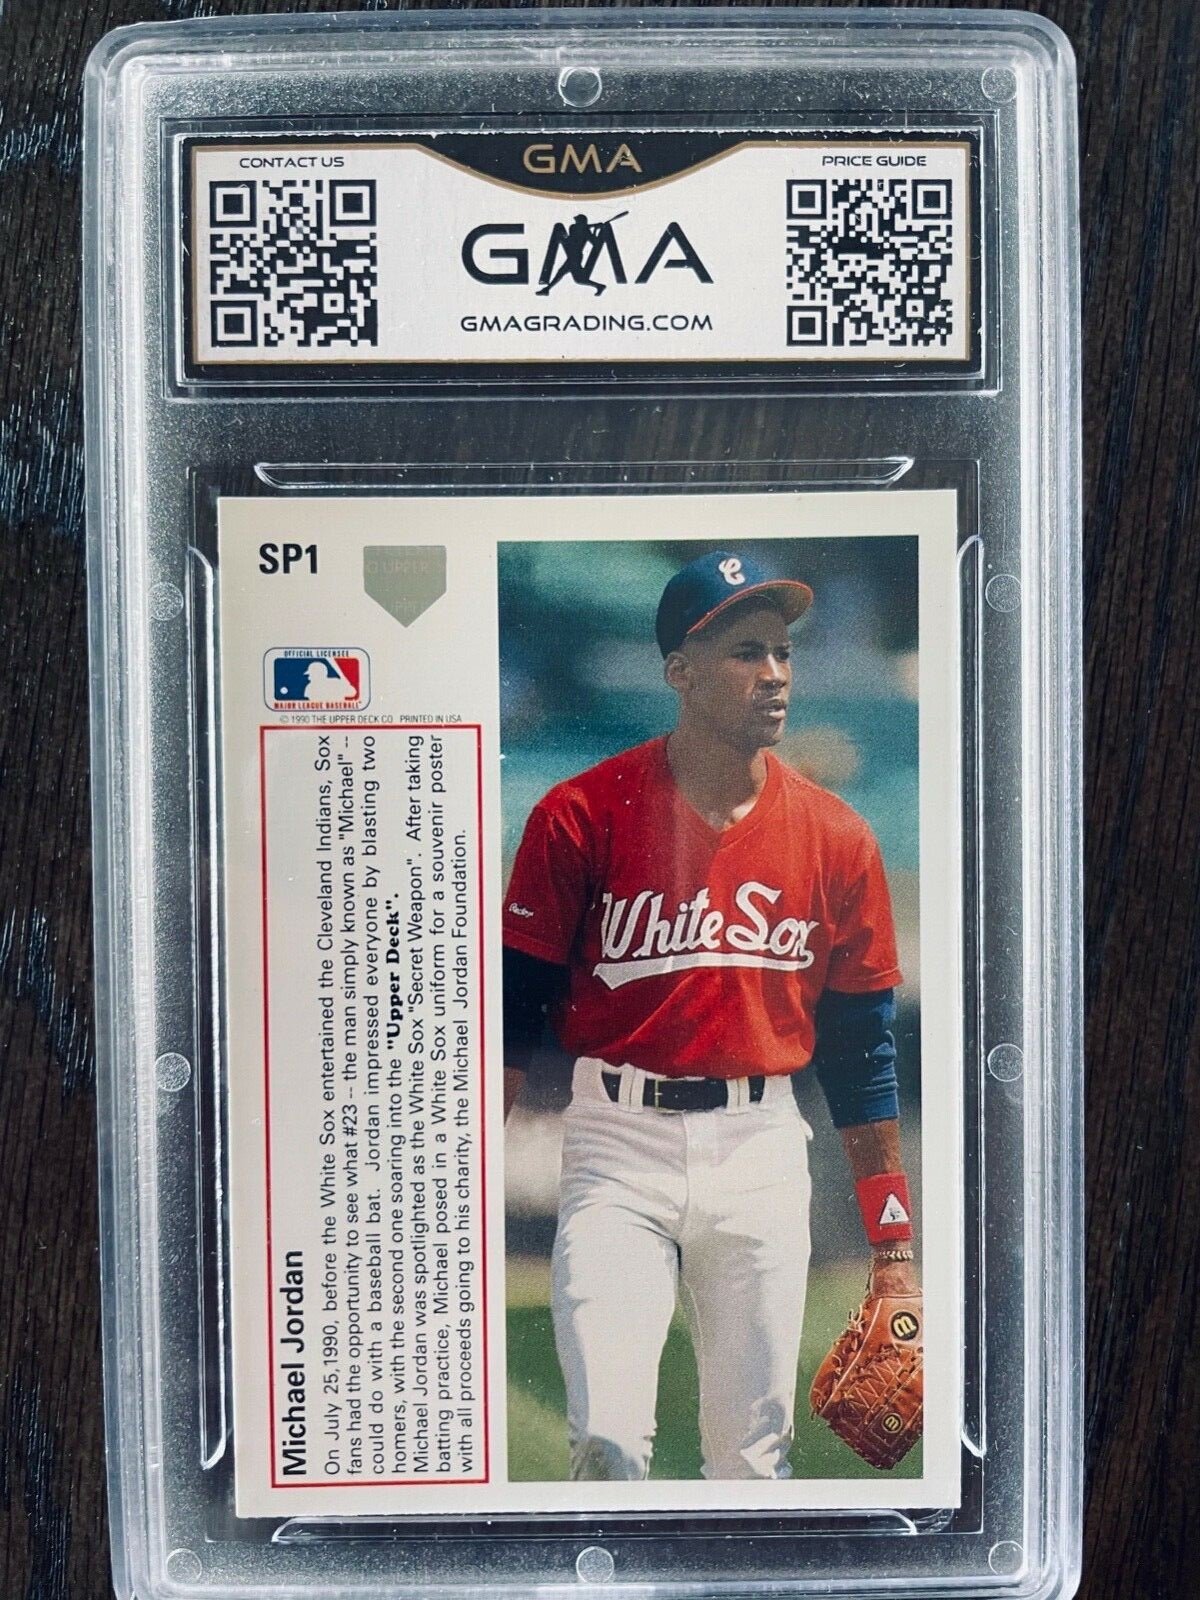 CONTACT US
GMA
PRICE GUIDE
GMA
GMAGRADING.COM
SP1
UPPER
OFFICIAL LICENSEE
MAJOR LEAGUE BASEBALL
© 1990 THE UPPER DECK CO. PRINTED IN USA
Michael Jordan
On July 25,1990, before the White Sox entertained the Cleveland Indians, Sox
fans had the opportunity to see what #23 -- the man simply known as "Michael" --
could do with a baseball bat. Jordan impressed everyone by blasting two
homers, with the second one soaring into the "Upper Deck".
Michael Jordan was spotlighted as the White Sox "Secret Weapon". After taking
batting practice, Michael posed in a White Sox uniform for a souvenir poster
with all proceeds going to his charity, the Michael Jordan Foundation.
C
White Sox